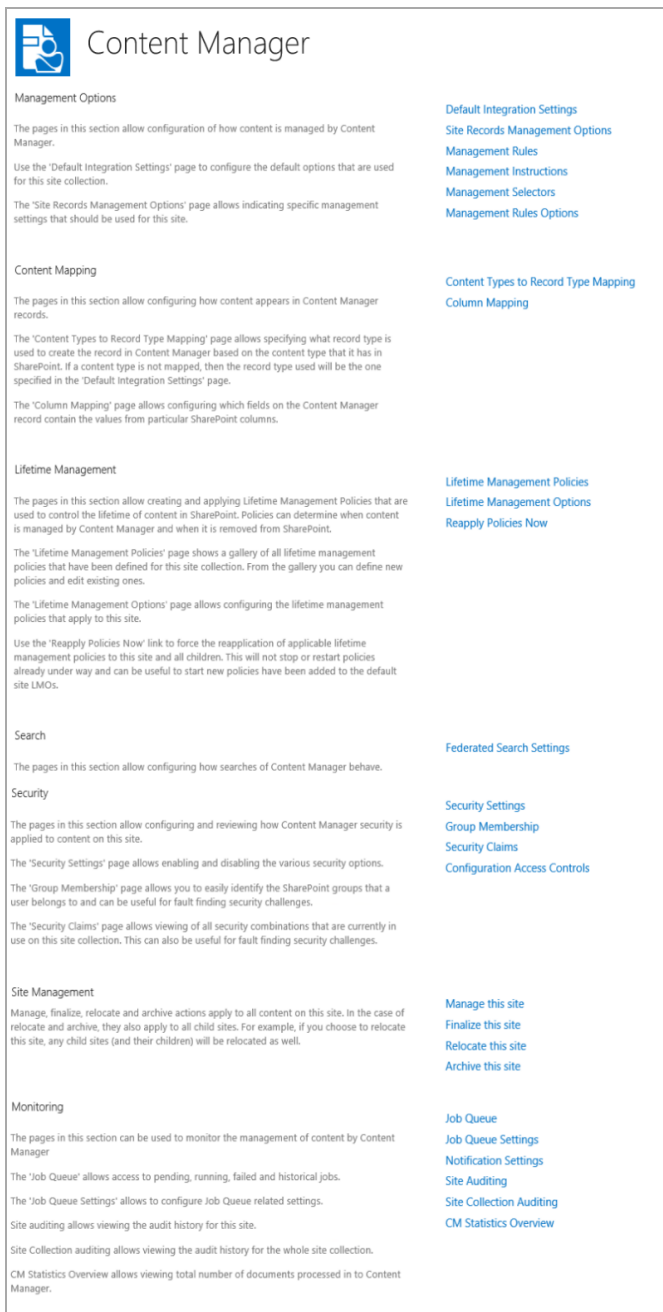 Content Manager
Management Options
The pages in this section allow configuration of how content is managed by Content
Manager.
Use the 'Default Integration Settings' page to configure the default options that are used
for this site collection.
The 'Site Records Management Options' page allows indicating specific management
settings that should be used for this site.
Default Integration Settings
Site Records Management Options
Management Rules
Management Instructions
Management Selectors
Management Rules Options
Content Mapping
The pages in this section allow configuring how content appears in Content Manager
records.
The 'Content Types to Record Type Mapping' page allows specifying what record type is
used to create the record in Content Manager based on the content type that it has in
SharePoint. If a content type is not mapped, then the record type used will be the one
specified in the 'Default Integration Settings' page.
The 'Column Mapping' page allows configuring which fields on the Content Manager
record contain the values from particular SharePoint columns.
Content Types to Record Type Mapping
Column Mapping
Lifetime Management
The pages in this section allow creating and applying Lifetime Management Policies that are
used to control the lifetime of content in SharePoint. Policies can determine when content
is managed by Content Manager and when it is removed from SharePoint.
The 'Lifetime Management Policies' page shows a gallery of all lifetime management
policies that have been defined for this site collection. From the gallery you can define new
policies and edit existing ones.
The 'Lifetime Management Options' page allows configuring the lifetime management
policies that apply to this site.
Use the 'Reapply Policies Now' link to force the reapplication of applicable lifetime
management policies to this site and all children. This will not stop or restart policies
already under way and can be useful to start new policies have been added to the default
site LMOs.
Lifetime Management Policies
Lifetime Management Options
Reapply Policies Now
Search
The pages in this section allow configuring how searches of Content Manager behave.
Federated Search Settings
Security
The pages in this section allow configuring and reviewing how Content Manager security is
applied to content on this site.
The 'Security Settings' page allows enabling and disabling the various security options.
The 'Group Membership' page allows you to easily identify the SharePoint groups that a
user belongs to and can be useful for fault finding security challenges.
The 'Security Claims' page allows viewing of all security combinations that are currently in
use on this site collection. This can also be useful for fault finding security challenges.
Security Settings
Group Membership
Security Claims
Configuration Access Controls
Site Management
Manage, finalize, relocate and archive actions apply to all content on this site. In the case of
relocate and archive, they also apply to all child sites. For example, if you choose to relocate
this site, any child sites (and their children) will be relocated as well.
Manage this site
Finalize this site
Relocate this site
Archive this site
Monitoring
The pages in this section can be used to monitor the management of content by Content
Manager
The 'Job Queue' allows access to pending, running, failed and historical jobs.
The 'Job Queue Settings' allows to configure Job Queue related settings.
Site auditing allows viewing the audit history for this site.
Site Collection auditing allows viewing the audit history for the whole site collection.
CM Statistics Overview allows viewing total number of documents processed in to Content
Manager.
Job Queue
Job Queue Settings
Notification Settings
Site Auditing
Site Collection Auditing
CM Statistics Overview